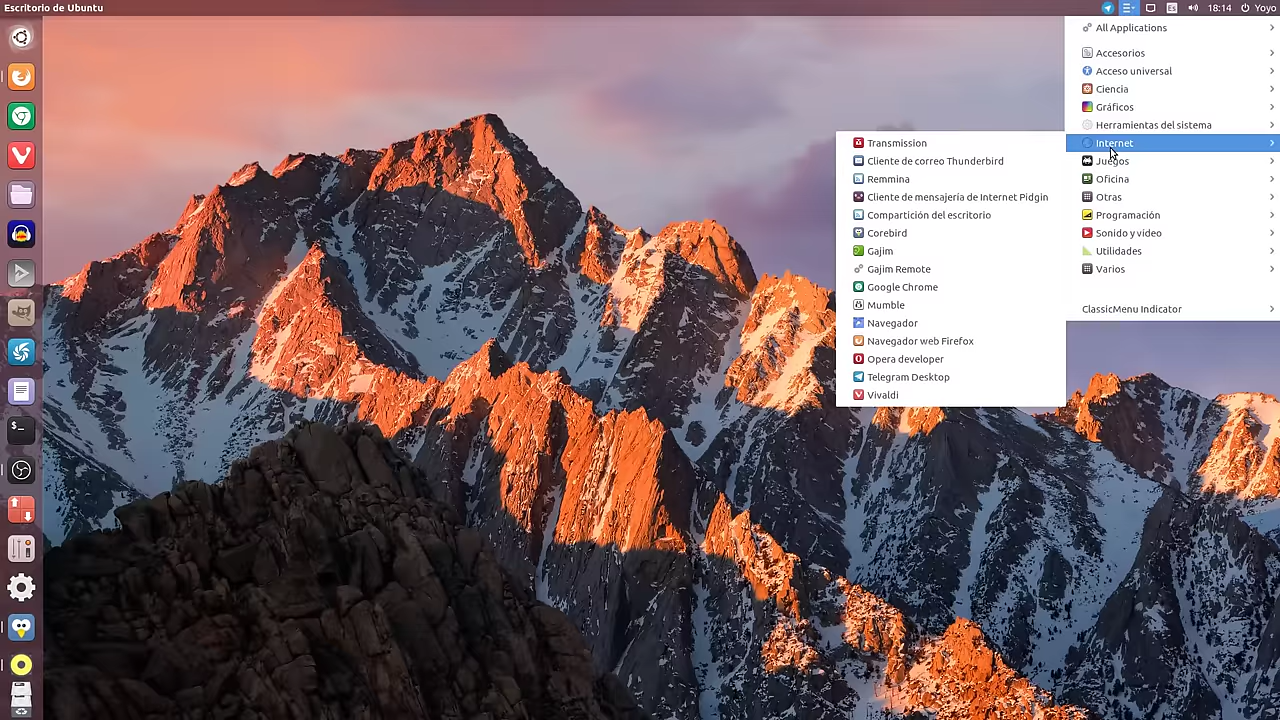 Escritorio de Ubuntu
Es
18:14
Yoyo
All Applications
Accesorios
Acceso universal
Ciencia
Gráficos
Herramientas del sistema
Internet
Juegos
Oficina
Otras
Programación
Sonido y video
Utilidades
Varios
ClassicMenu Indicator
Transmission
Cliente de correo Thunderbird
Remmina
Cliente de mensajería de Internet Pidgin
Compartición del escritorio
Corebird
Gajim
Gajim Remote
Google Chrome
Mumble
Navegador
Navegador web Firefox
Opera developer
Telegram Desktop
Vivaldi